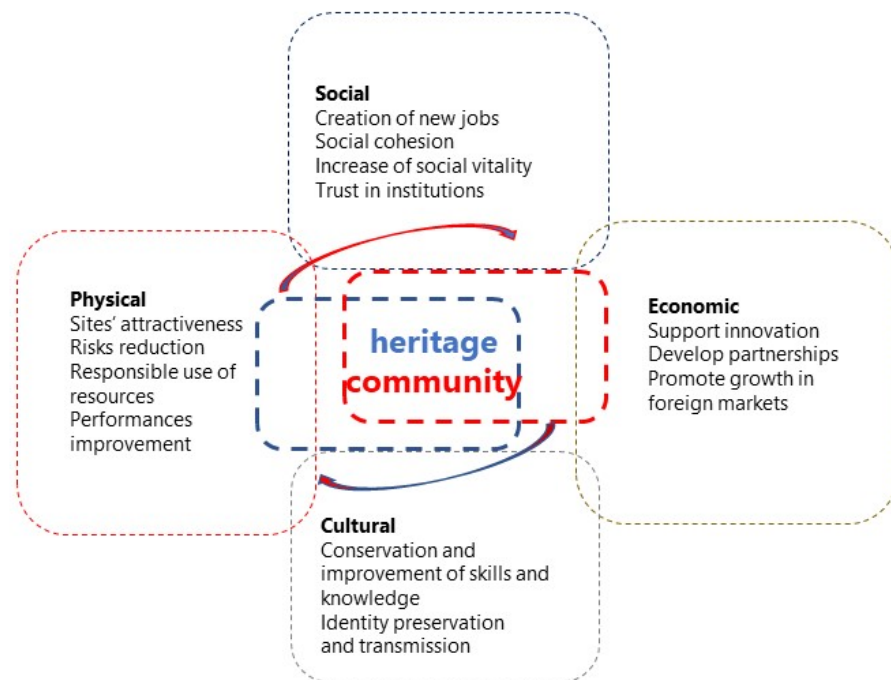 Social
Creation of new jobs
Social cohesion
Increase of social vitality
Trust in institutions
Physical
Sites’ attractiveness
Risks reduction
Responsible use of
resources
Performances
improvement
heritage
community
Economic
Support innovation
Develop partnerships
Promote growth in
foreign markets
Cultural
Conservation and
improvement of skills and
knowledge
Identity preservation
and transmission